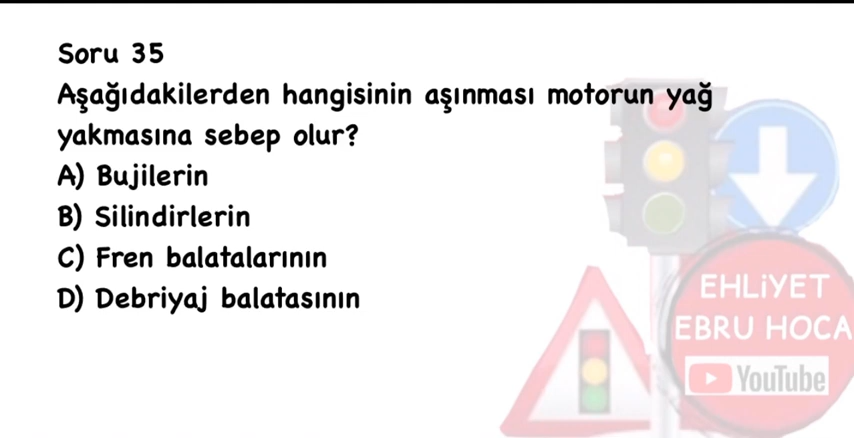 Soru 35
Aşağıdakilerden hangisinin aşınması motorun yağ
yakmasına sebep olur?
A) Bujilerin
B) Silindirlerin
C) Fren balatalarının
D) Debriyaj balatasının
EHLİYET
EBRU HOCA
YouTube